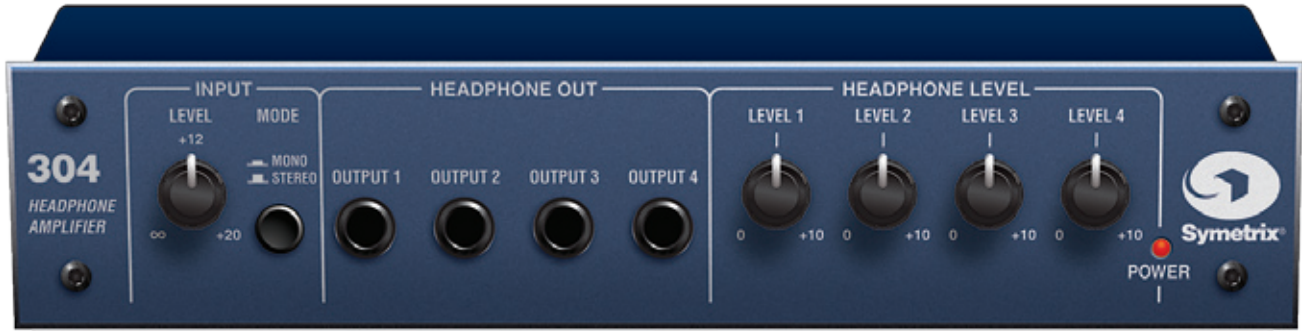 304
HEADPHONE
AMPLIFIER
INPUT
LEVEL
+12
∞ +20
MODE
MONO
STEREO
HEADPHONE OUT
OUTPUT 1 OUTPUT 2 OUTPUT 3 OUTPUT 4
HEADPHONE LEVEL
LEVEL 1 LEVEL 2 LEVEL 3 LEVEL 4
0 +10 0 +10 0 +10 0 +10
POWER
Symetrix®